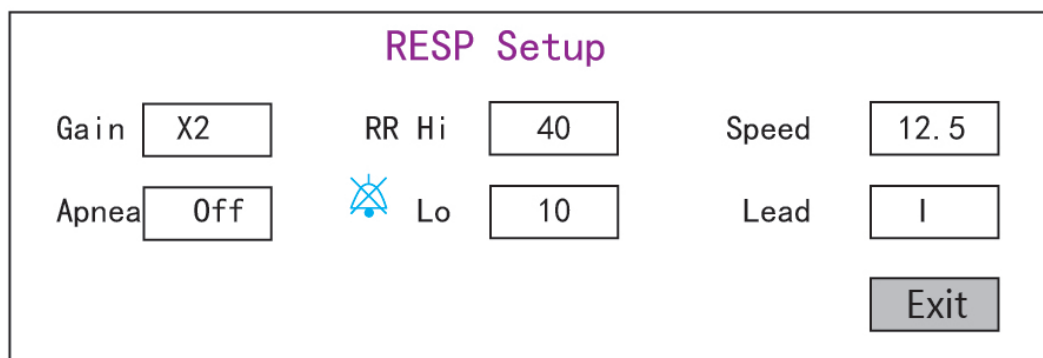 RESP Setup
Gain X2 RR Hi 40 Speed 12.5
Apnea Off Lo 10 Lead I
Exit